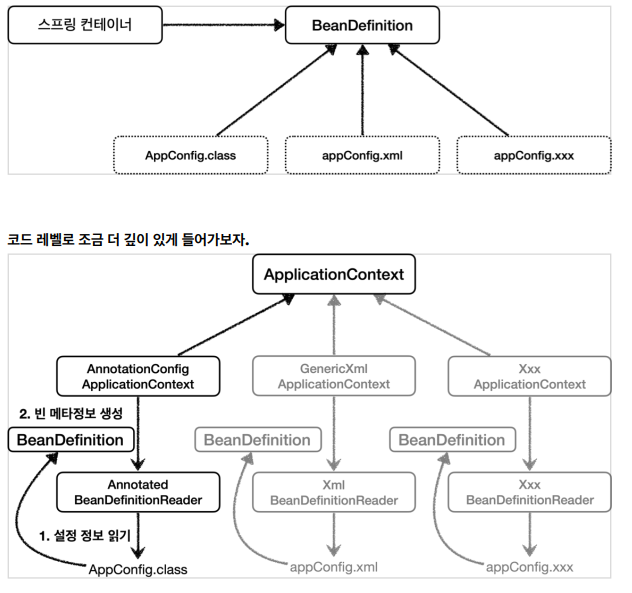 스프링 컨테이너
BeanDefinition
AppConfig.class
appConfig.xml
appConfig.xxx
코드 레벨로 조금 더 깊이 있게 들어가보자.
ApplicationContext
AnnotationConfig
ApplicationContext
GenericXml
ApplicationContext
Xxx
ApplicationContext
2. 빈 메타정보 생성
BeanDefinition
BeanDefinition
BeanDefinition
Annotated
BeanDefinitionReader
Xml
BeanDefinitionReader
Xxx
BeanDefinitionReader
1. 설정 정보 읽기
AppConfig.class
appConfig.xml
appConfig.xxx